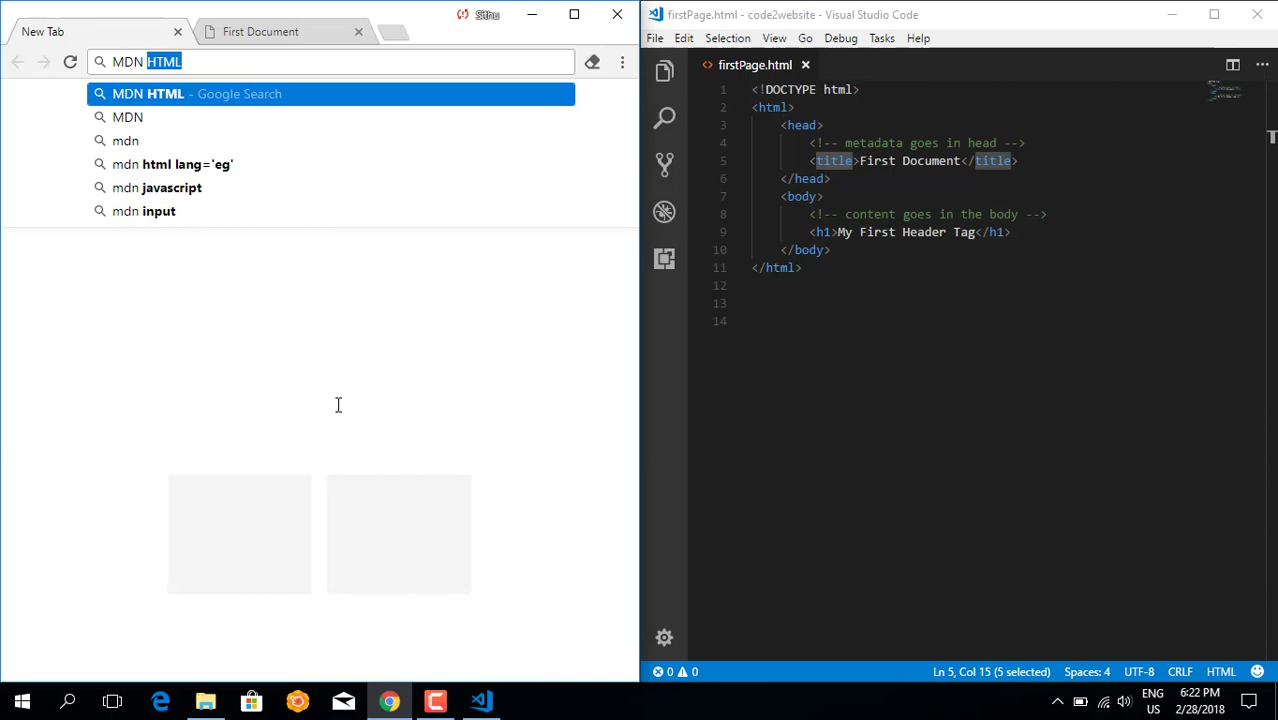 New Tab
First Document
Sithu
MDN HTML
MDN HTML - Google Search
MDN
mdn
mdn html lang='eg'
mdn javascript
mdn input
firstPage.html - code2website - Visual Studio Code
File Edit Selection View Go Debug Tasks Help
firstPage.html
1 <!DOCTYPE html>
2 <html>
3 <head>
4 <!-- metadata goes in head -->
5 <title>First Document</title>
6 </head>
7 <body>
8 <!-- content goes in the body -->
9 <h1>My First Header Tag</h1>
10 </body>
11 </html>
12
13
14
0 0 Ln 5, Col 15 (5 selected) Spaces: 4 UTF-8 CRLF HTML
ENG
US
6:22 PM
2/28/2018